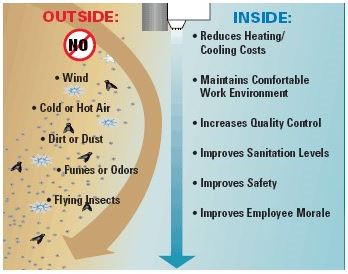 OUTSIDE:
NO
• Wind
• Cold or Hot Air
• Dirt or Dust
• Fumes or Odors
• Flying Insects
INSIDE:
• Reduces Heating/
Cooling Costs
• Maintains Comfortable
Work Environment
• Increases Quality Control
• Improves Sanitation Levels
• Improves Safety
• Improves Employee Morale